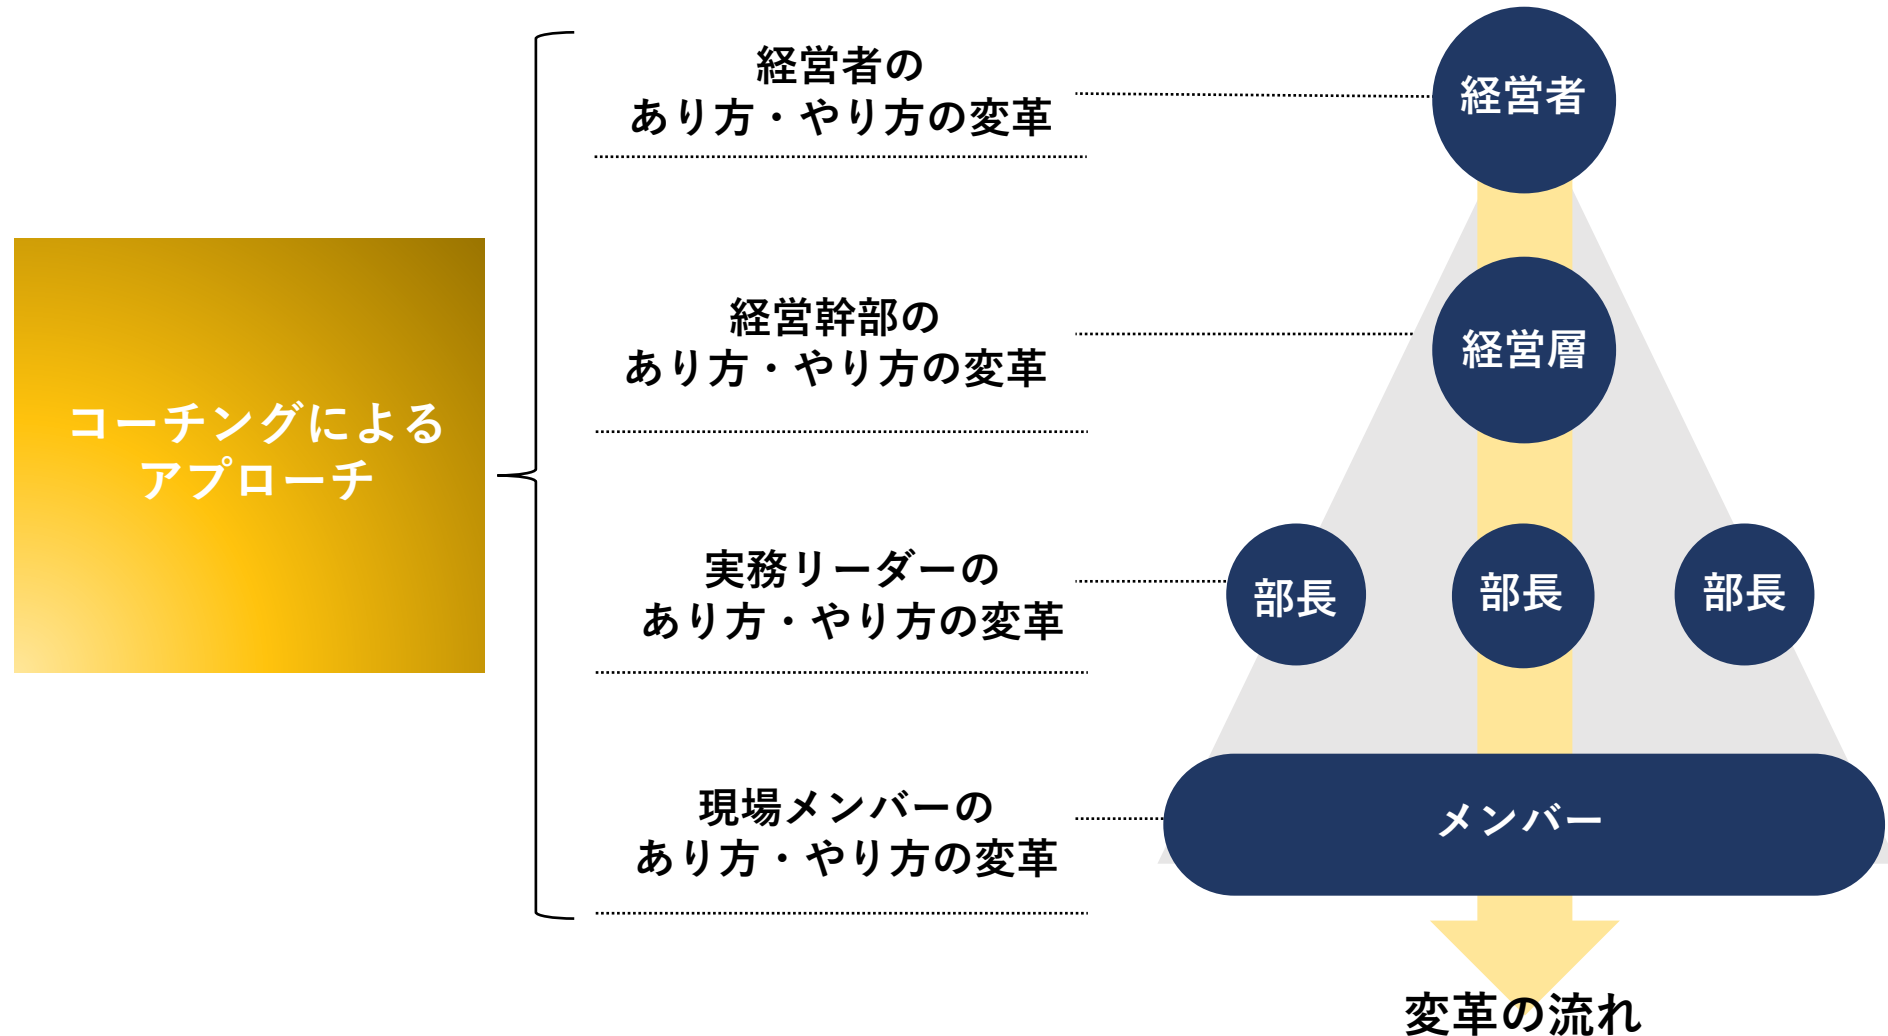 コーチングによる
アプローチ
経営者の
あり方・やり方の変革
経営幹部の
あり方・やり方の変革
実務リーダーの
あり方・やり方の変革
現場メンバーの
あり方・やり方の変革
経営者
経営層
部長
部長
部長
メンバー
変革の流れ